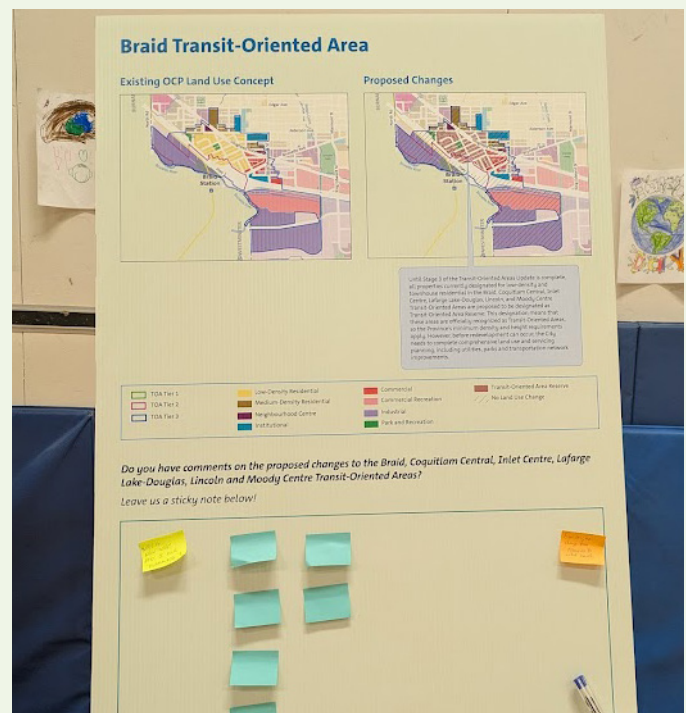 Braid Transit-Oriented Area
Existing OCP Land Use Concept
Proposed Changes
Braid
Station
Braid
Station
Until Stage 3 of the Transit-Oriented Areas Update is complete,
all properties currently designated for low-density and
townhouse residential in the Braid, Coquitlam Central, Inlet
Centre, Lafarge Lake-Douglas, Lincoln, and Moody Centre
Transit-Oriented Areas are proposed to be designated as
Transit-Oriented Area Reserve. This designation means that
these areas are officially recognized as Transit-Oriented Areas,
so the Province's minimum density and height requirements
apply. However, before redevelopment can occur, the City
needs to complete comprehensive land use and servicing
planning, including utilities, parks and transportation network
improvements.
TOA Tier 1
TOA Tier 2
TOA Tier 3
Low-Density Residential
Medium-Density Residential
Neighbourhood Centre
Institutional
Commercial
Commercial Recreation
Industrial
Park and Recreation
Transit-Oriented Area Reserve
No Land Use Change
Do you have comments on the proposed changes to the Braid, Coquitlam Central, Inlet Centre, Lafarge
Lake-Douglas, Lincoln and Moody Centre Transit-Oriented Areas?
Leave us a sticky note below!